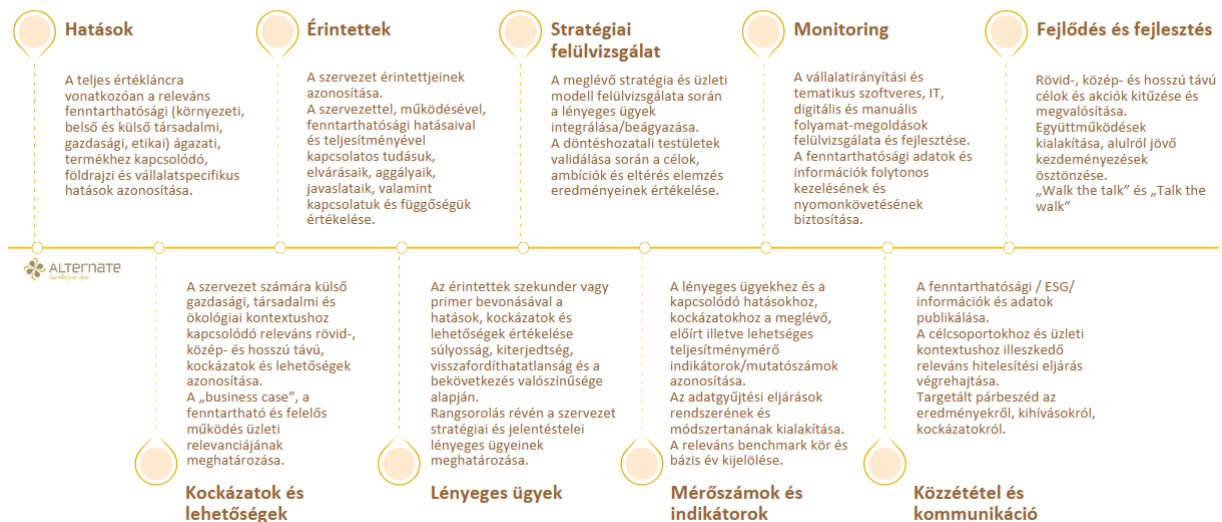 Hatások
A teljes értékláncra
vonatkozóan a releváns
fenntarthatósági (környezeti,
belső és külső társadalmi,
gazdasági, etikai) ágazati,
termékhez kapcsolódó,
földrajzi és vállalatspecifikus
hatások azonosítása.
Érintettek
A szervezet érintettjeinek
azonosítása.
A szervezettel, működésével,
fenntarthatósági hatásaival
és teljesítményével
kapcsolatos tudásuk,
elvárásaik, aggályaik,
javaslataik, valamint
kapcsolatuk és függőségük
értékelése.
Stratégiai
felülvizsgálat
A meglévő stratégia és üzleti
modell felülvizsgálata során
a lényeges ügyek
integrálása/beágyazása.
A döntéshozatali testületek
validálása során a célok,
ambíciók és eltérés elemzés
eredményeinek értékelése.
Monitoring
A vállalatirányítási és
tematikus szoftveres, IT,
digitális és manuális
folyamat-megoldások
felülvizsgálata és fejlesztése.
A fenntarthatósági adatok és
információk folytonos
kezelésének és
nyomonkövetésének
biztosítása.
Fejlődés és fejlesztés
Rövid-, közép- és hosszú távú
célok és akciók kitűzése és
megvalósítása.
Együttműködések
kialakítása, alulról jövő
kezdeményezések
ösztönzése.
„Walk the talk” és „Talk the
walk”
ALTERNATE
A szervezet számára külső
gazdasági, társadalmi és
ökológiai kontextushoz
kapcsolódó releváns rövid-,
közép- és hosszú távú,
kockázatok és lehetőségek
azonosítása.
A „business case”, a
fenntartható és felelős
működés üzleti
relevanciájának
meghatározása.
Kockázatok és
lehetőségek
Az érintettek szekunder vagy
primer bevonásával a
hatások, kockázatok és
lehetőségek értékelése
súlyosság, kiterjedtség,
visszafordíthatatlanság és a
bekövetkezés valószínűsége
alapján.
Rangsorolás révén a szervezet
stratégiai és jelentéstelei
lényeges ügyeinek
meghatározása.
Lényeges ügyek
A lényeges ügyekhez és a
kapcsolódó hatásokhoz,
kockázatokhoz a meglévő,
előírt illetve lehetséges
teljesítménymérő
indikátorok/mutatószámok
azonosítása.
Az adatgyűjtési eljárások
rendszerének és
módszertanának kialakítása.
A releváns benchmark kör és
bázis év kijelölése.
Mérőszámok és
indikátorok
A fenntarthatósági / ESG/
információk és adatok
publikálása.
A célcsoportokhoz és üzleti
kontextushoz illeszkedő
releváns hitelesítési eljárás
végrehajtása.
Targetált párbeszéd az
eredményekről, kihívásokról,
kockázatokról.
Közzététel és
kommunikáció